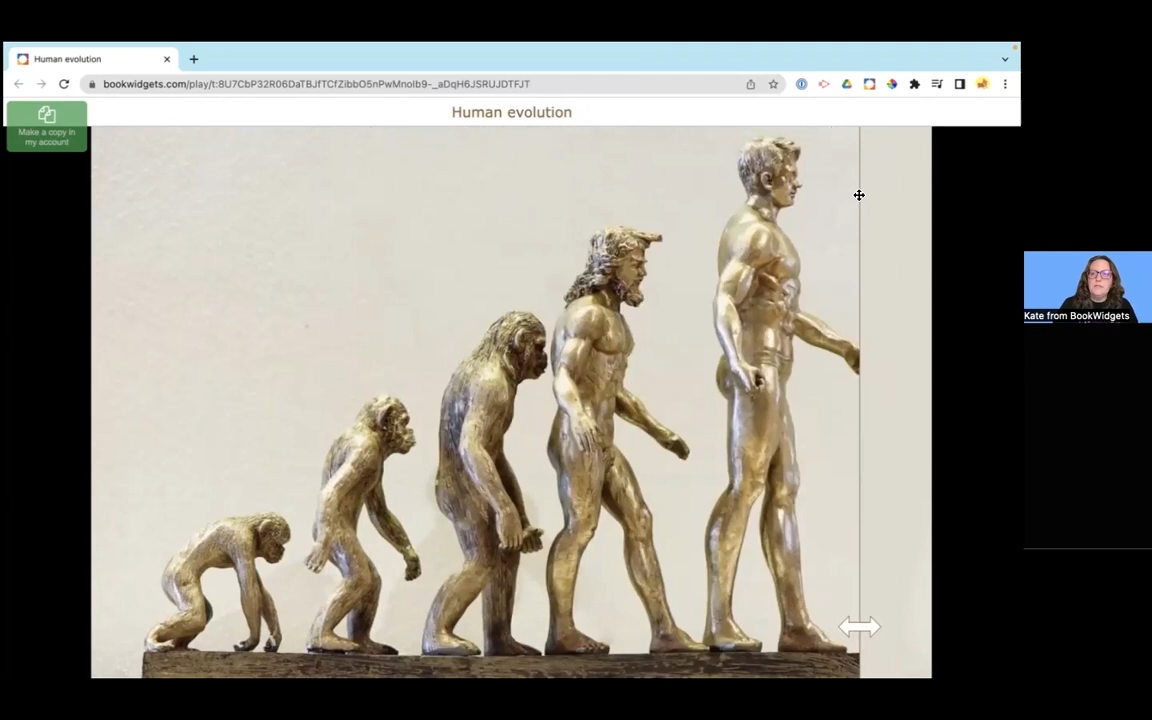 Human evolution
bookwidgets.com/play/t:8U7CbP32R06DaTBJfTCfZibbO5nPwMnolb9-_aDqH6JSRUJDTFJT
Make a copy in
my account
Human evolution
Kate from BookWidgets